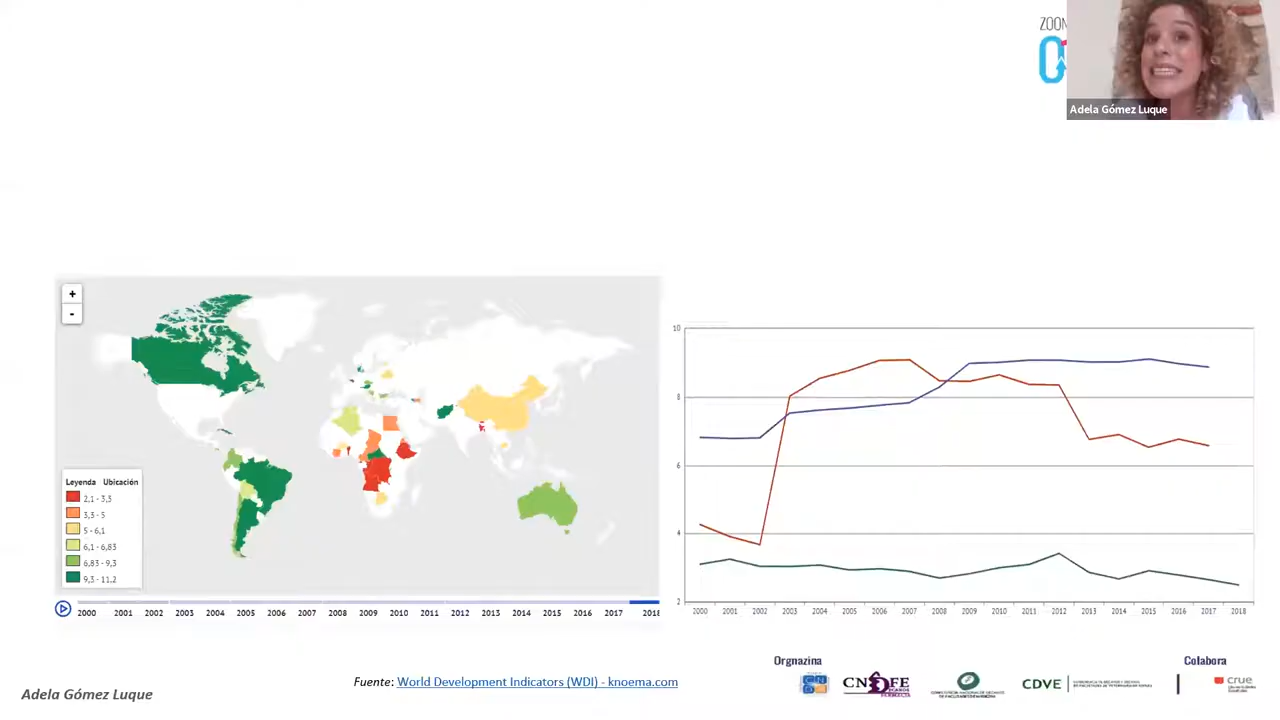 ZOOM
Adela Gómez Luque
+
-
Leyenda Ubicación
2,1 - 3,3
3,3 - 5
5 - 6,1
6,1 - 6,83
6,83 - 9,3
9,3 - 11,2
2000 2001 2002 2003 2004 2005 2006 2007 2008 2009 2010 2011 2012 2013 2014 2015 2016 2017 2018
10
8
6
4
2
2000 2001 2002 2003 2004 2005 2006 2007 2008 2009 2010 2011 2012 2013 2014 2015 2016 2017 2018
Fuente: World Development Indicators (WDI) - knoema.com
Adela Gómez Luque
Orgnazina
Colabora
CNDFE
CDVE
crue